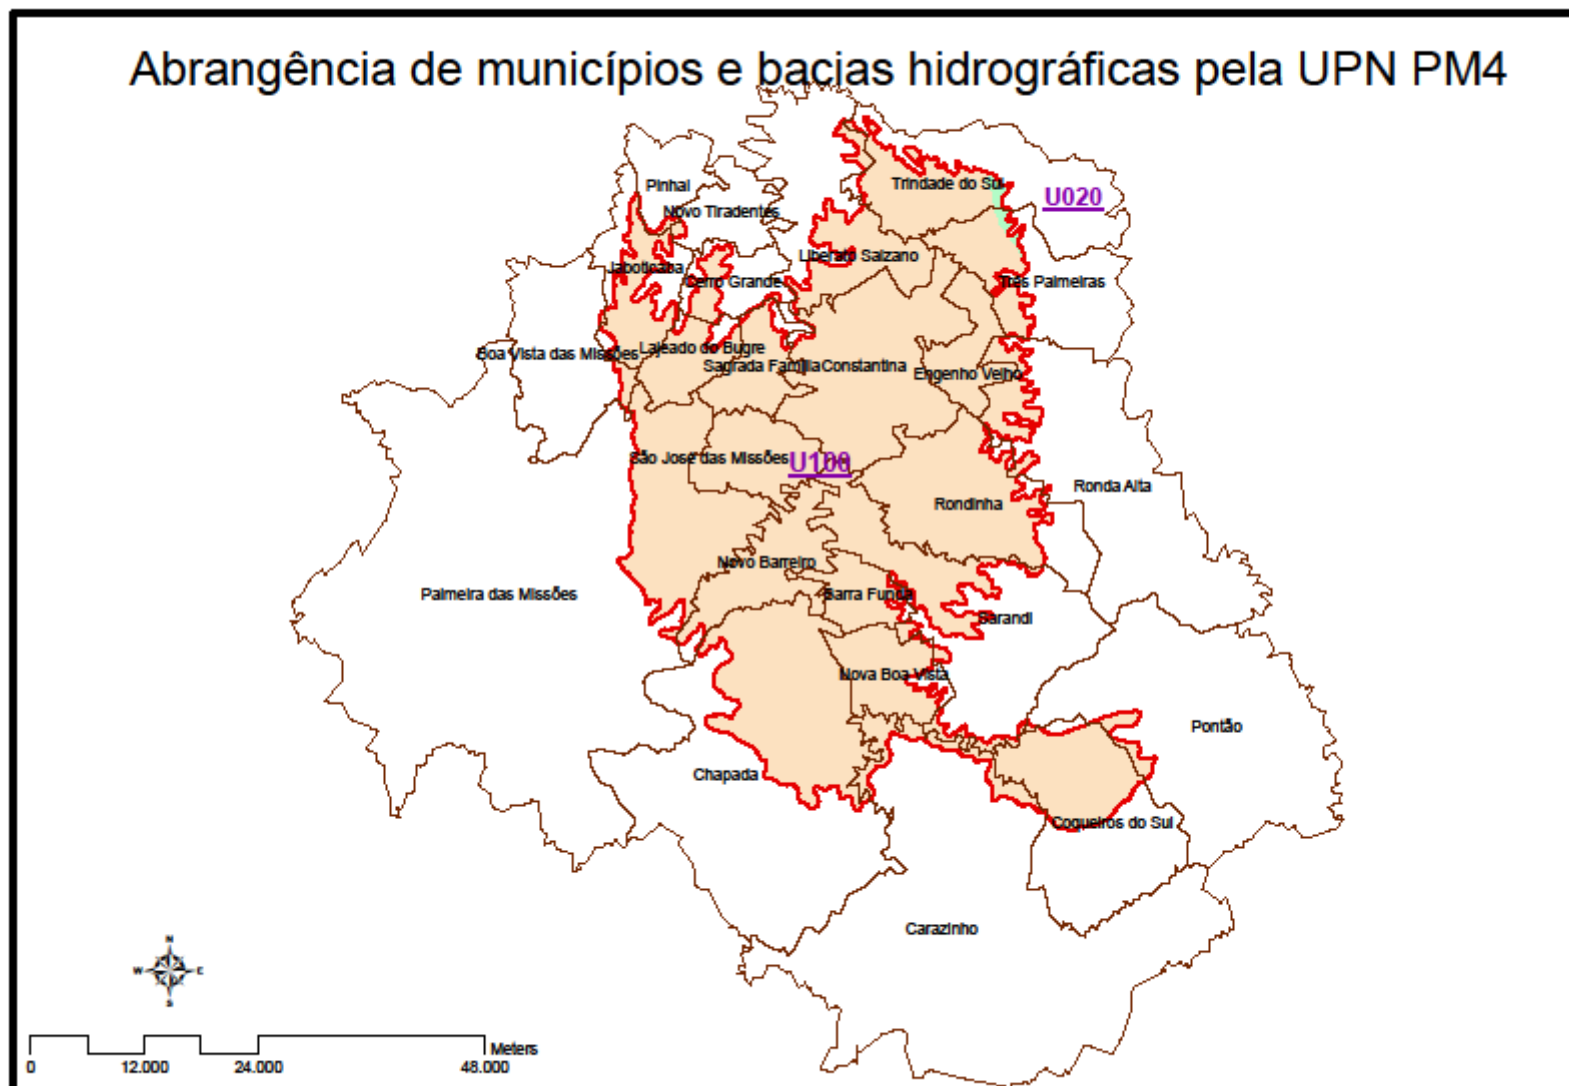 Abrangência de municípios e bacias hidrográficas pela UPN PM4
Pinhal
Trindade do Sul
U020
Novo Tiradentes
Liberato Salzano
Jaboticaba
Cerro Grande
Três Palmeiras
Lajeado do Bugre
Boa Vista das Missões
Sagrada Família
Constantina
Engenho Velho
São José das Missões
U100
Ronda Alta
Rondinha
Novo Barreiro
Palmeira das Missões
Barra Funda
Sarandi
Nova Boa Vista
Pontão
Chapada
Coqueiros do Sul
Carazinho
N
W
E
S
Meters
0
12.000
24.000
48.000